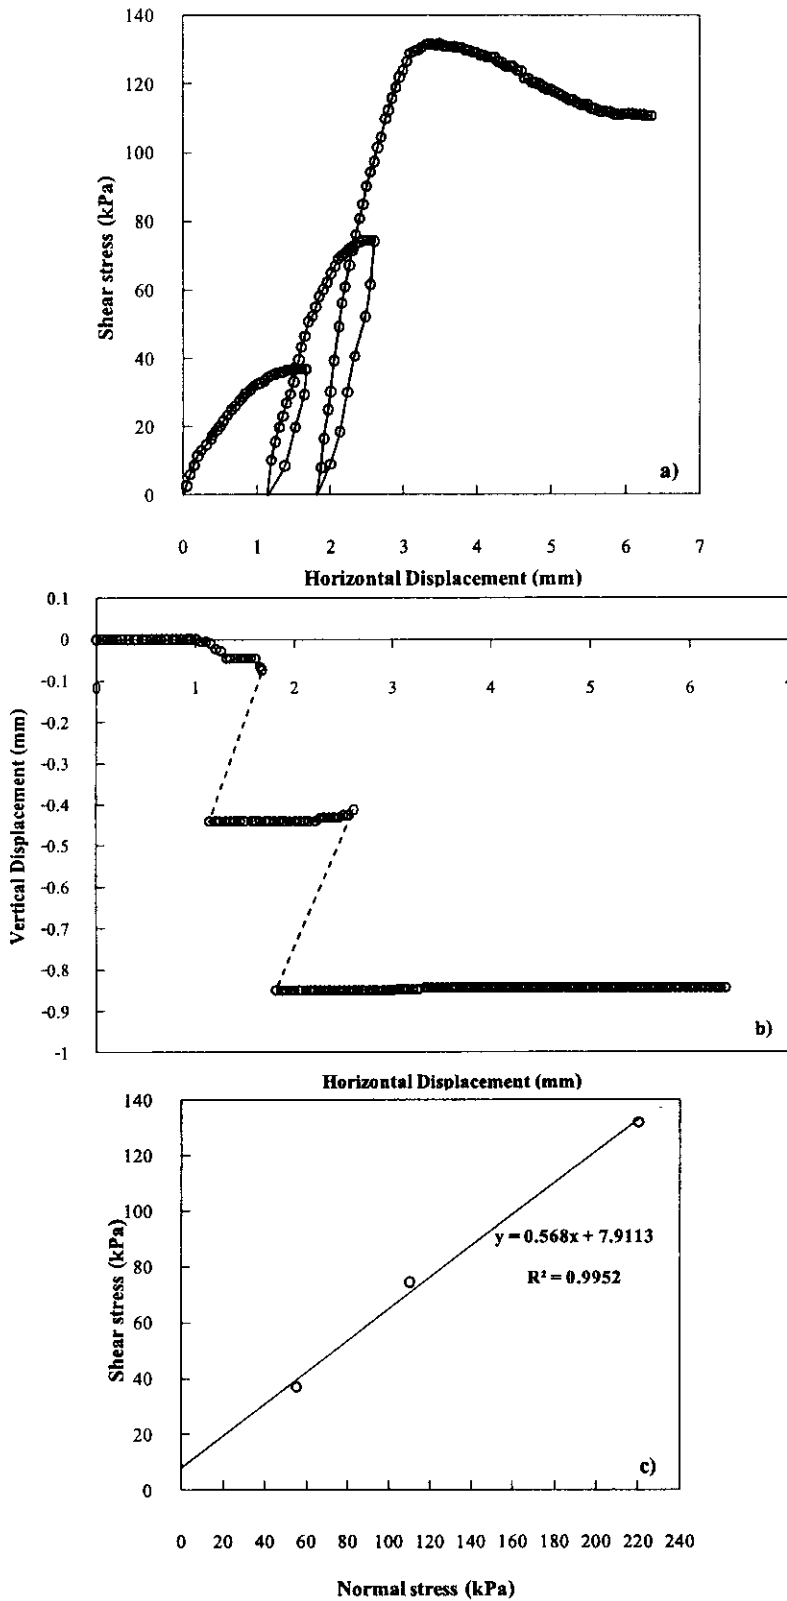 140
120
100
80
60
40
20
0
Shear stress (kPa)
a)
0 1 2 3 4 5 6 7
Horizontal Displacement (mm)
0.1
0
-0.1
-0.2
-0.3
-0.4
-0.5
-0.6
-0.7
-0.8
-0.9
-1
Vertical Displacement (mm)
0 1 2 3 4 5 6 7
b)
Horizontal Displacement (mm)
140
120
100
80
60
40
20
0
Shear stress (kPa)
y = 0.568x + 7.9113
R² = 0.9952
c)
0 20 40 60 80 100 120 140 160 180 200 220 240
Normal stress (kPa)